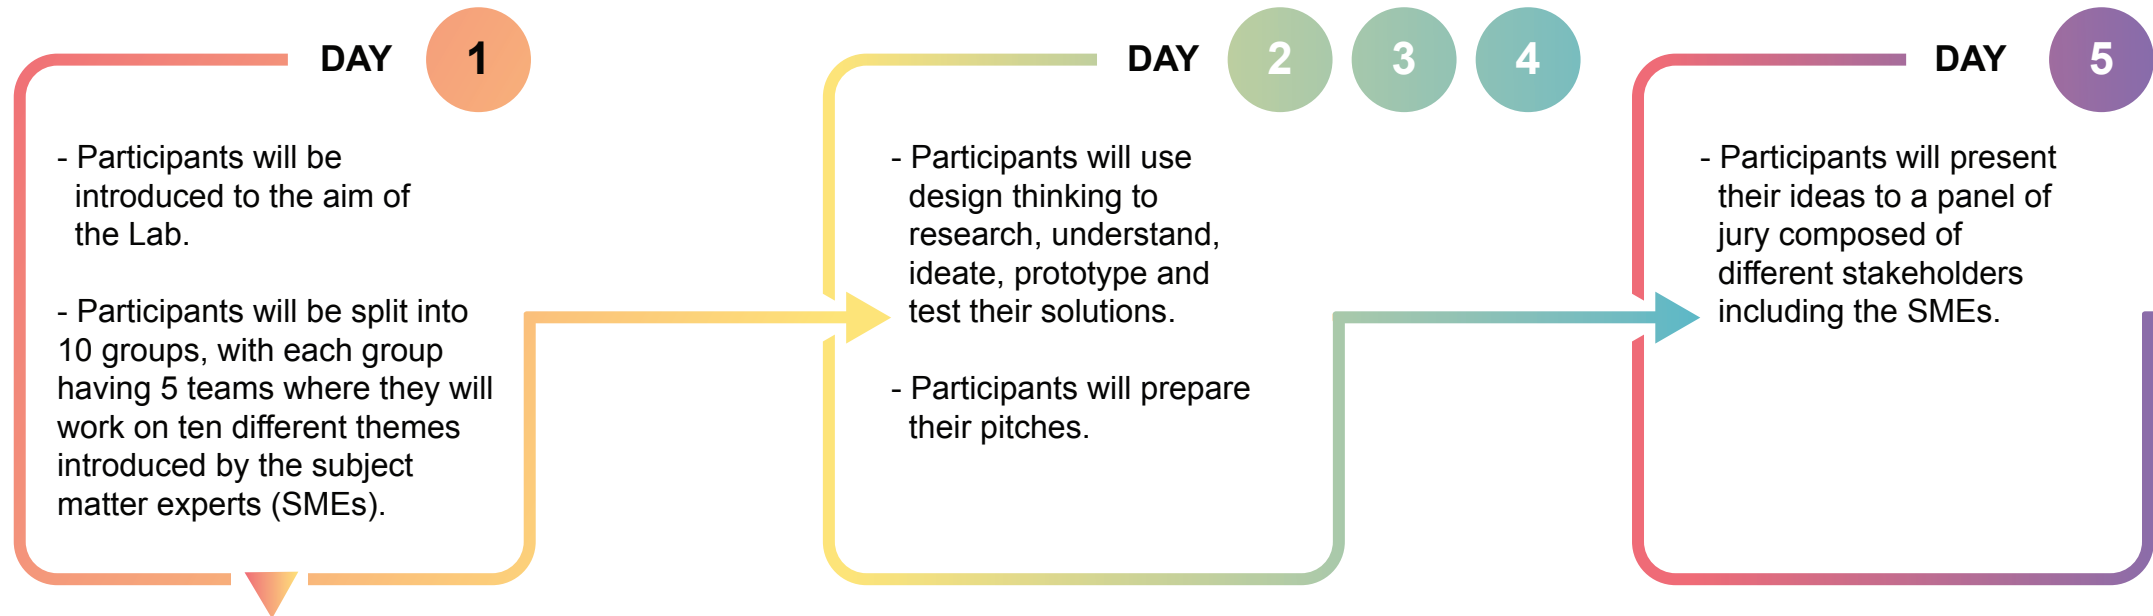 DAY 1
- Participants will be
introduced to the aim of
the Lab.
- Participants will be split into
10 groups, with each group
having 5 teams where they will
work on ten different themes
introduced by the subject
matter experts (SMEs).
DAY 2 3 4
- Participants will use
design thinking to
research, understand,
ideate, prototype and
test their solutions.
- Participants will prepare
their pitches.
DAY 5
- Participants will present
their ideas to a panel of
jury composed of
different stakeholders
including the SMEs.